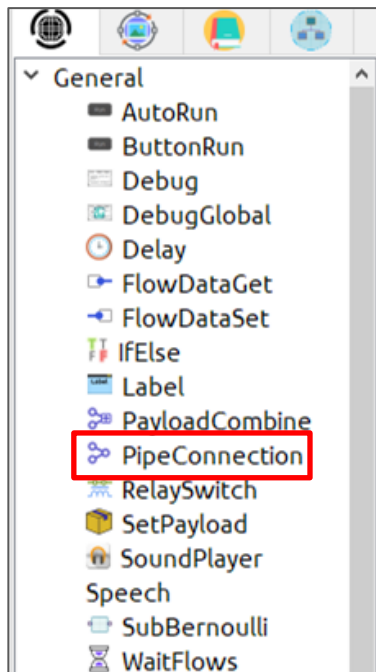 General
AutoRun
ButtonRun
Debug
DebugGlobal
Delay
FlowDataGet
FlowDataSet
IfElse
Label
PayloadCombine
PipeConnection
RelaySwitch
SetPayload
SoundPlayer
Speech
SubBernoulli
WaitFlows